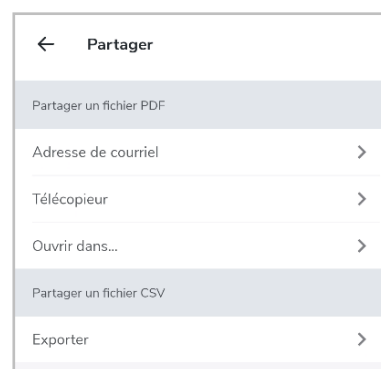 Partager
Partager un fichier PDF
Adresse de courriel
Télécopieur
Ouvrir dans...
Partager un fichier CSV
Exporter